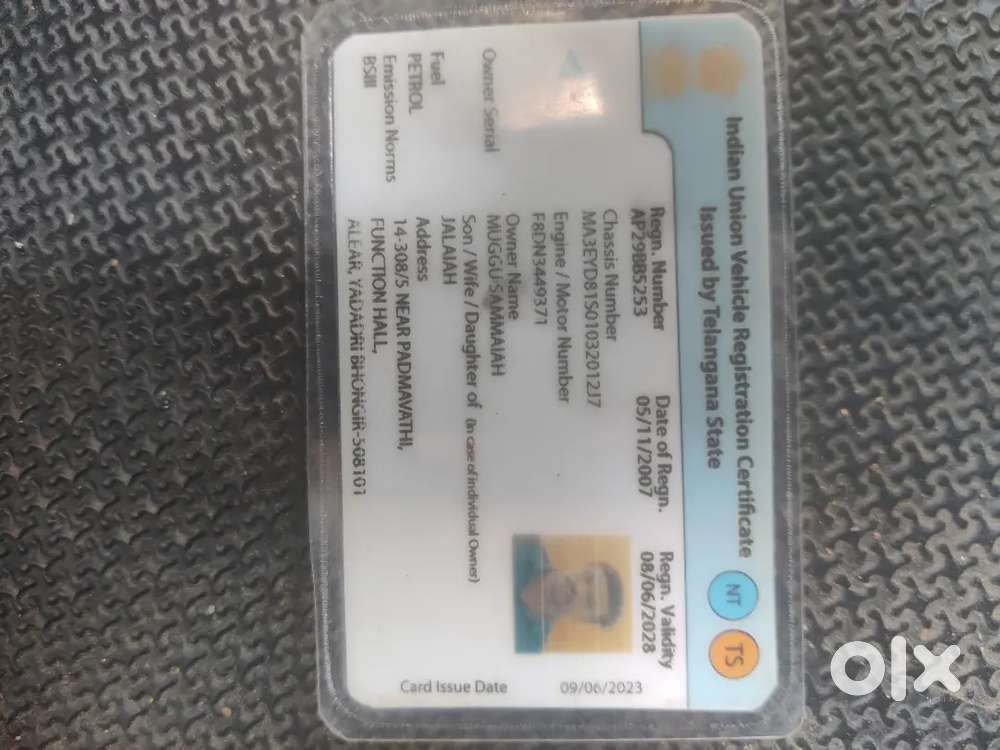 Indian Union Vehicle Registration Certificate
Issued by Telangana State
NT
TS
Regn. Number
Date of Regn.
Regn. Validity
AP29BB5253
05/11/2007
08/06/2028
Chassis Number
MA3EYD81S01032012J7
Engine / Motor Number
F8DN3449371
Owner Serial
Owner Name
MUGGU SAMMAIAH
Son / Wife / Daughter of (In case of individual Owner)
JALAIAH
Fuel
PETROL
Address
Emission Norms
14-308/5 NEAR PADMAVATHI,
BSIII
FUNCTION HALL,
ALEAR, YADADRI BHONGIR-508101
Card Issue Date
09/06/2023
olx